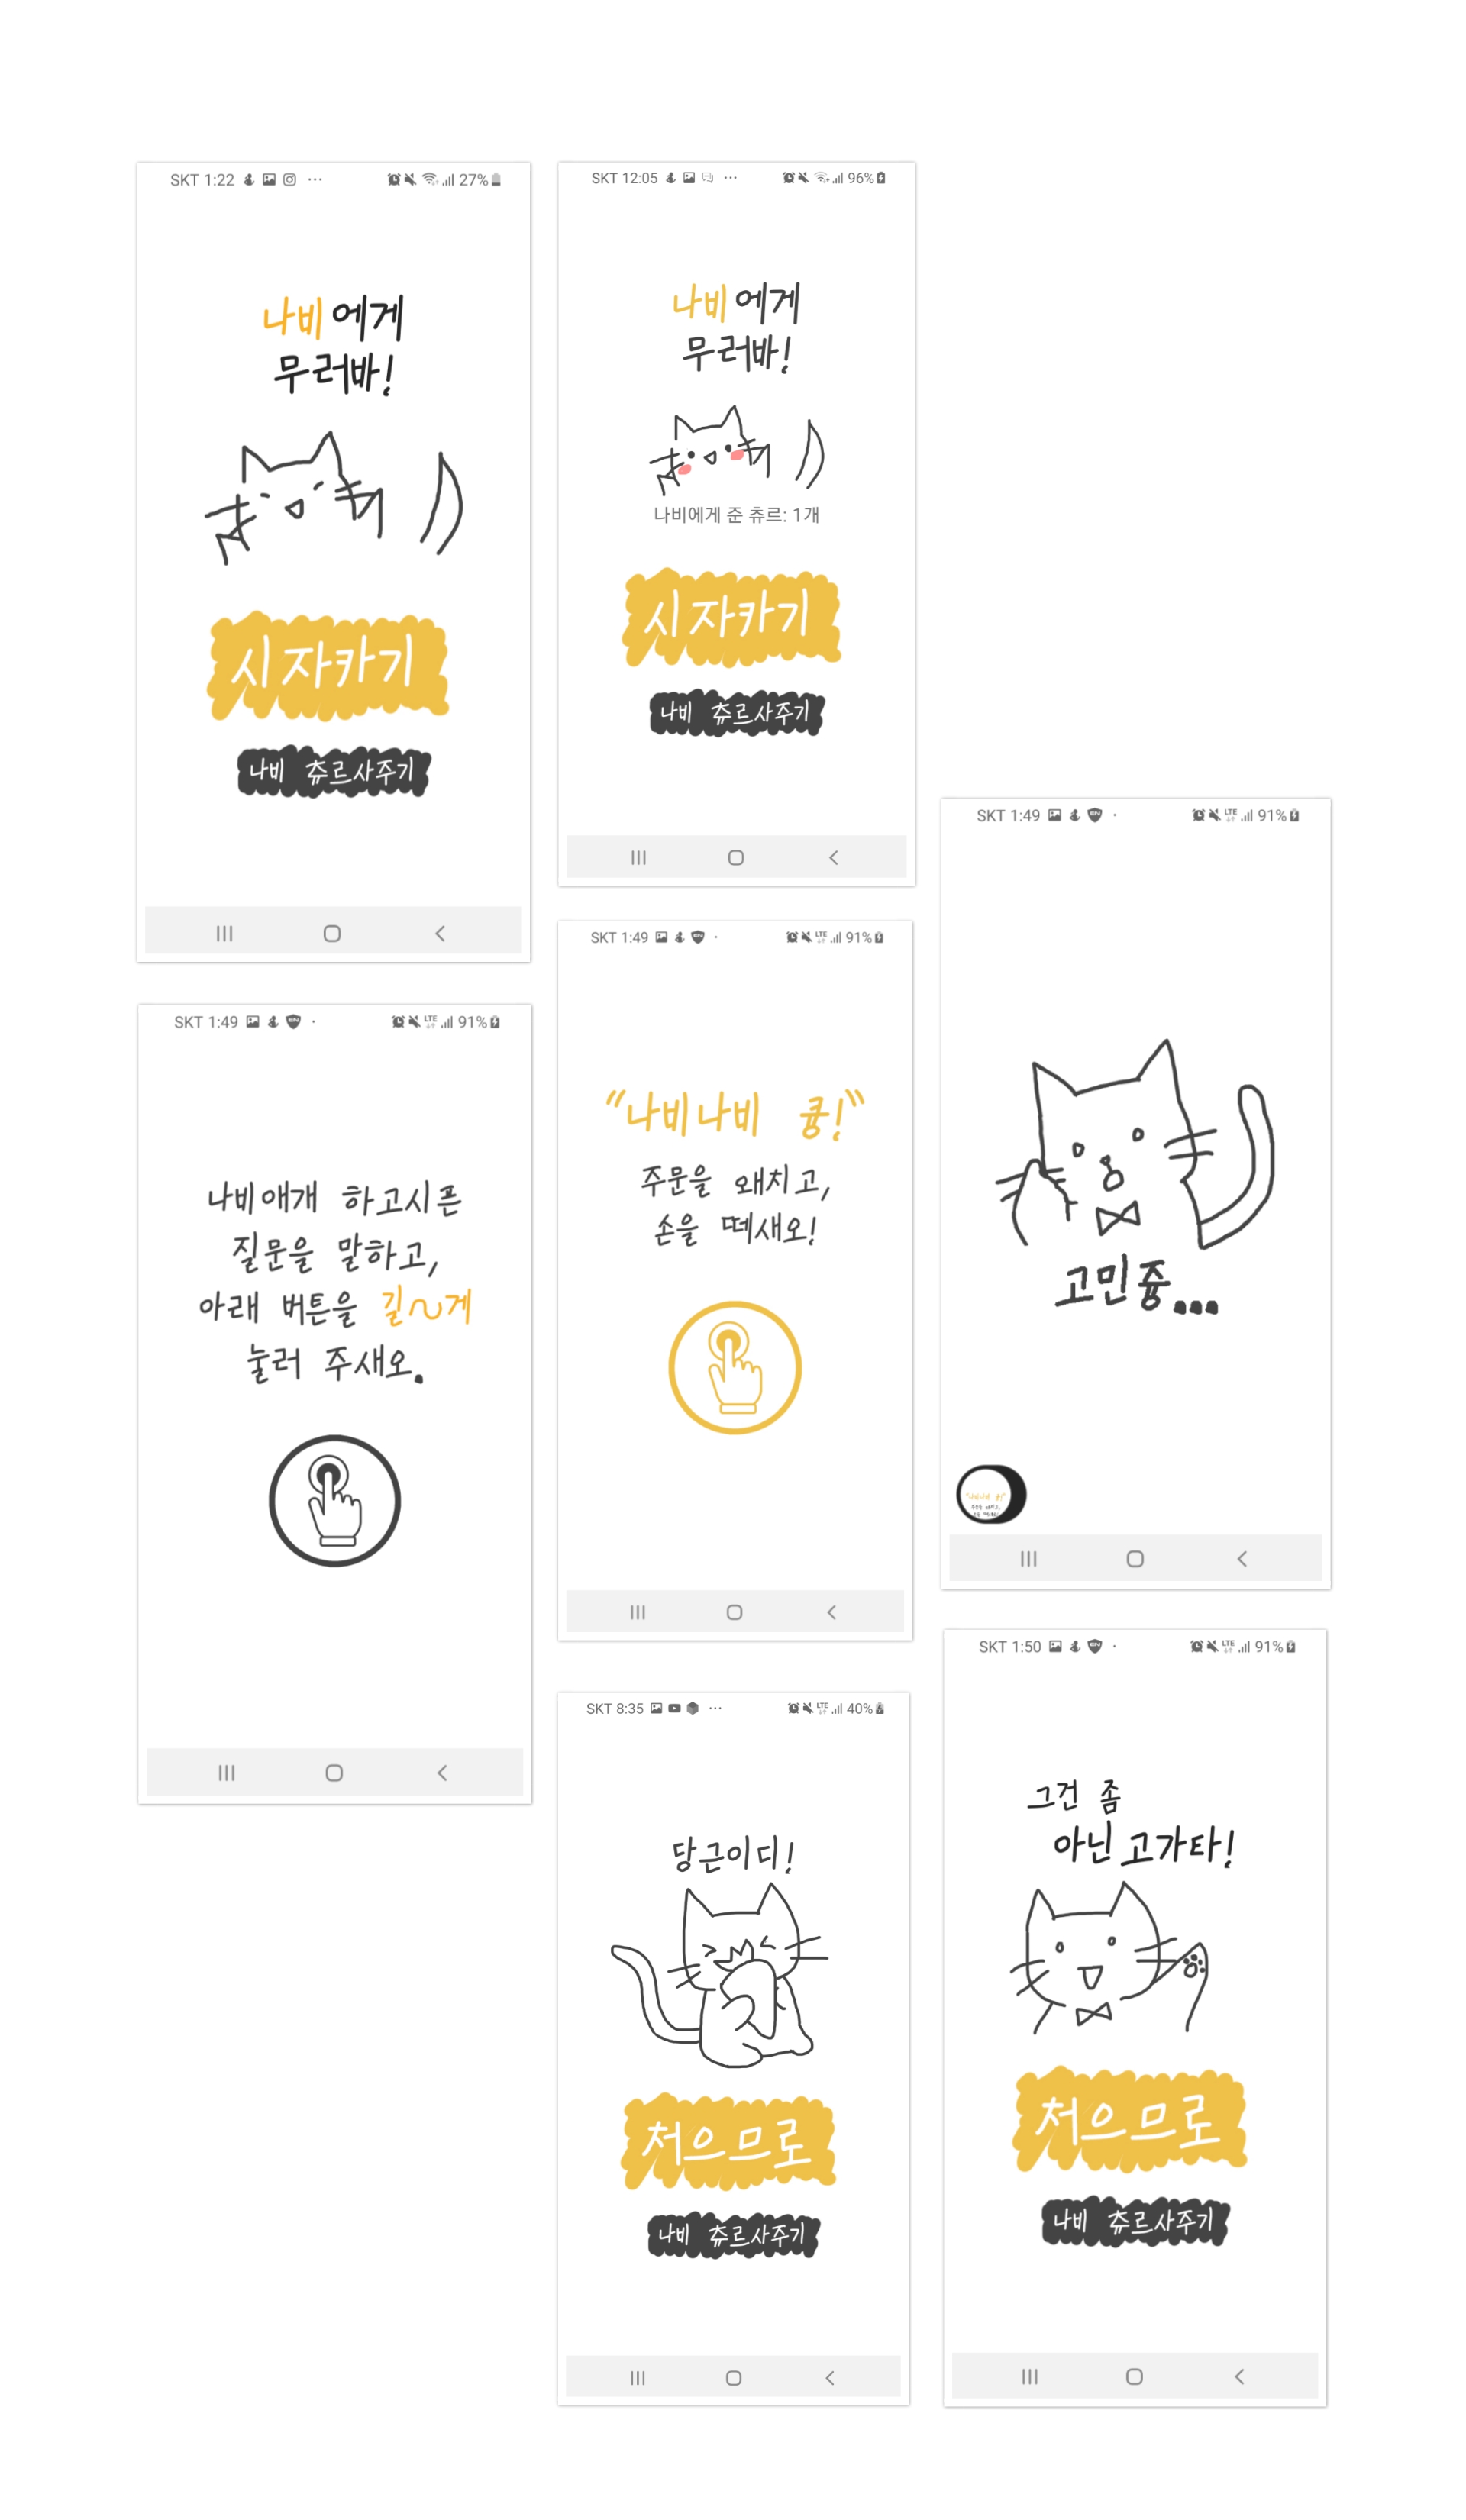 SKT 1:22 27%
나비에게
무러바!
시자카기
나비 츄르사주기
SKT 12:05 96%
나비에게
무러바!
나비에게 준 츄르: 1개
시자카기
나비 츄르사주기
SKT 1:49 LTE 91%
나비애개 하고시픈
질문을 말하고,
아래 버튼을 길~게
눌러 주새오.
SKT 1:49 LTE 91%
"나비나비 쿙!"
주문을 왜치고,
손을 떼새오!
SKT 1:49 LTE 91%
고민즁...
SKT 8:35 LTE 40%
당근이디!
처으므로
나비 츄르사주기
SKT 1:50 LTE 91%
그건 좀
아닌고가타!
처으므로
나비 츄르사주기